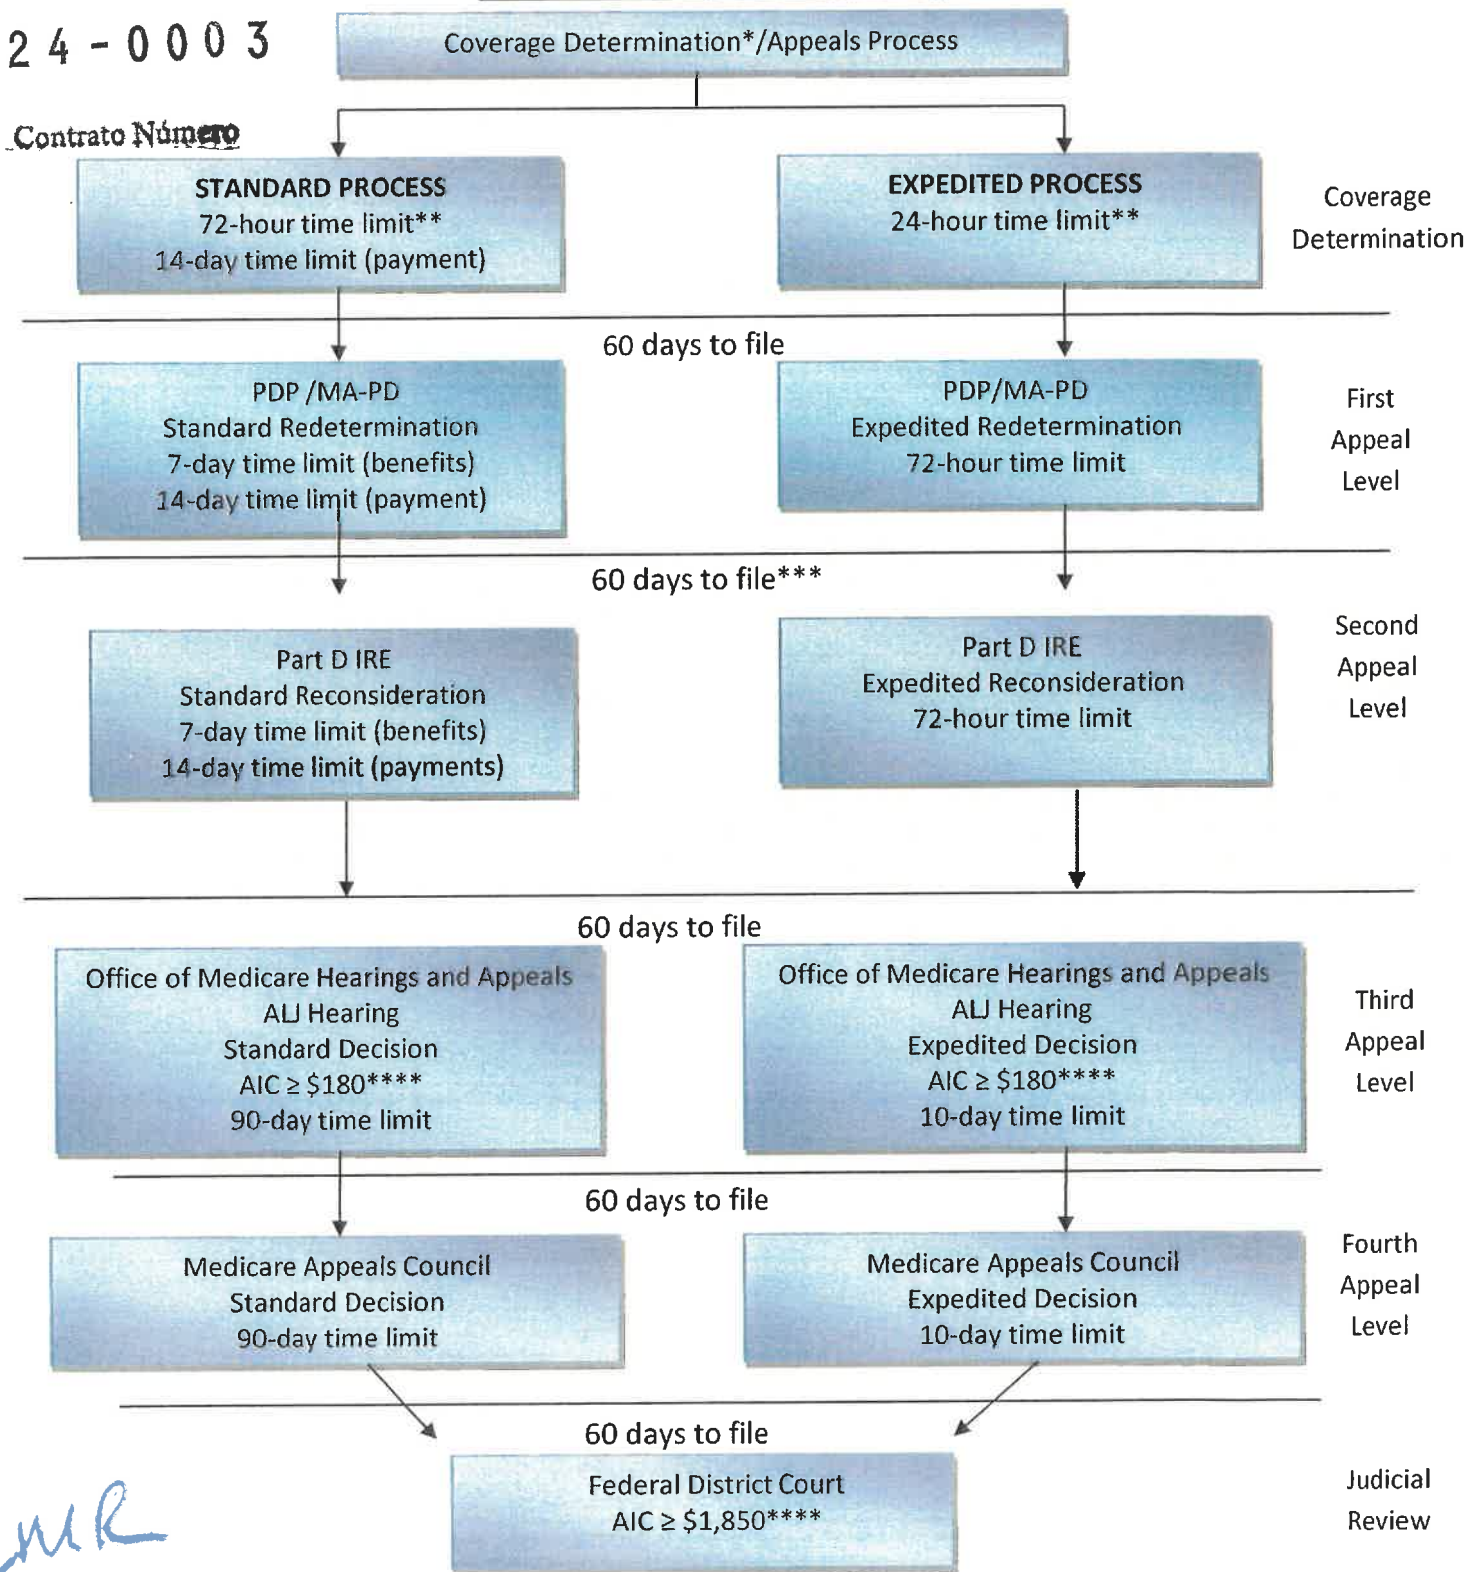 24-0003
Coverage Determination*/Appeals Process
Contrato Número
STANDARD PROCESS
72-hour time limit**
14-day time limit (payment)
EXPEDITED PROCESS
24-hour time limit**
Coverage
Determination
60 days to file
PDP /MA-PD
Standard Redetermination
7-day time limit (benefits)
14-day time limit (payment)
PDP/MA-PD
Expedited Redetermination
72-hour time limit
First
Appeal
Level
60 days to file***
Part D IRE
Standard Reconsideration
7-day time limit (benefits)
14-day time limit (payments)
Part D IRE
Expedited Reconsideration
72-hour time limit
Second
Appeal
Level
60 days to file
Office of Medicare Hearings and Appeals
ALJ Hearing
Standard Decision
AIC ≥ $180****
90-day time limit
Office of Medicare Hearings and Appeals
ALJ Hearing
Expedited Decision
AIC ≥ $180****
10-day time limit
Third
Appeal
Level
60 days to file
Medicare Appeals Council
Standard Decision
90-day time limit
Medicare Appeals Council
Expedited Decision
10-day time limit
Fourth
Appeal
Level
60 days to file
Federal District Court
AIC ≥ $1,850****
Judicial
Review